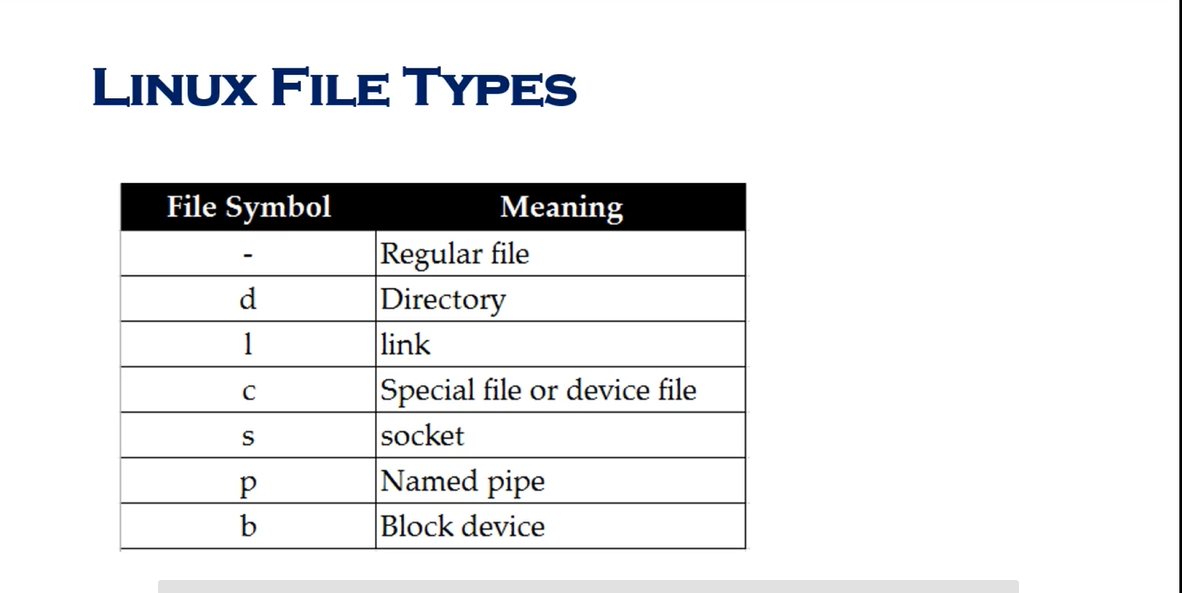 LINUX FILE TYPES
File Symbol Meaning
- Regular file
d Directory
l link
c Special file or device file
s socket
p Named pipe
b Block device